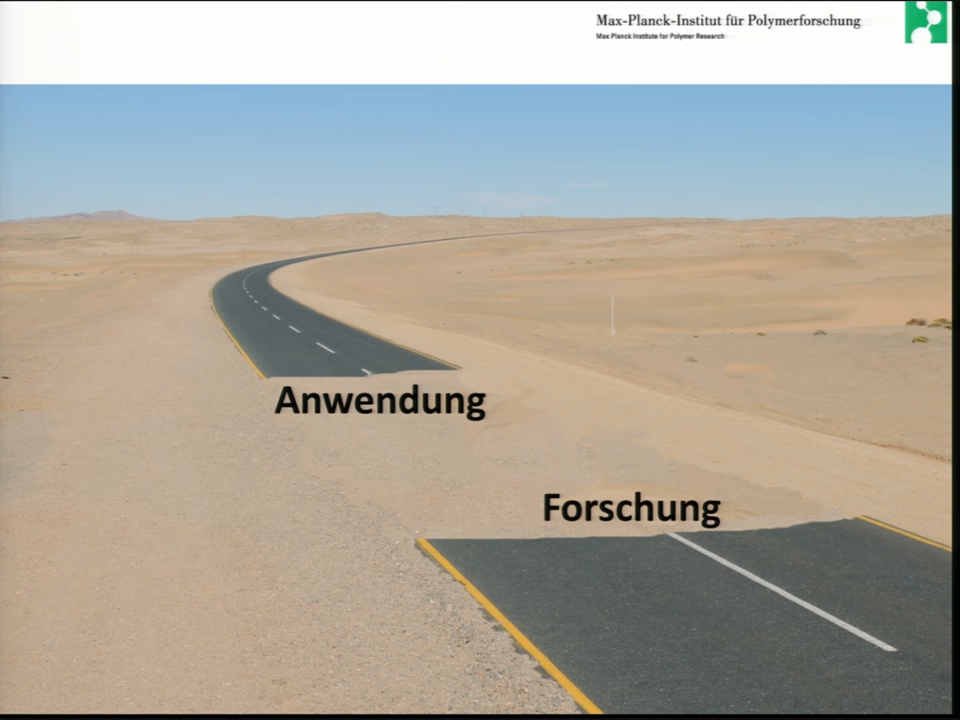 Max-Planck-Institut für Polymerforschung
Max Planck Institute for Polymer Research
Anwendung
Forschung